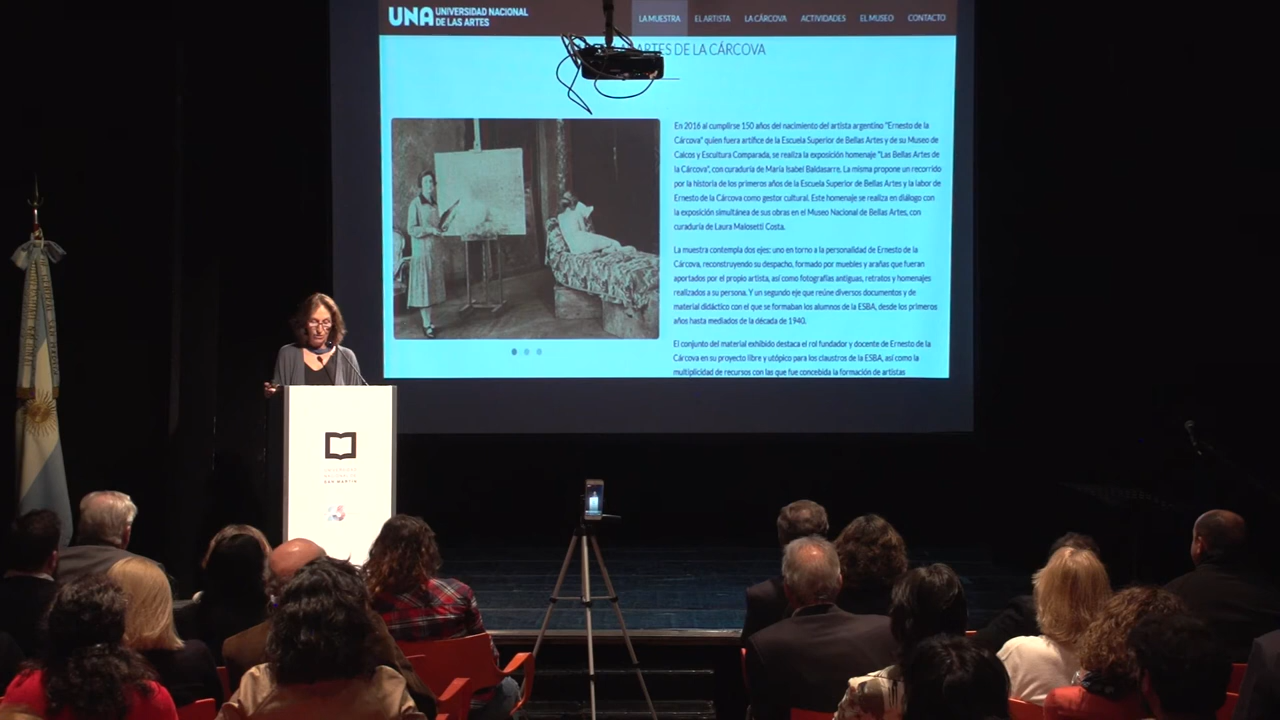 UNA UNIVERSIDAD NACIONAL
DE LAS ARTES
LA MUESTRA EL ARTISTA LA CÁRCOVA ACTIVIDADES EL MUSEO CONTACTO
ARTES DE LA CÁRCOVA
En 2016 al cumplirse 150 años del nacimiento del artista argentino "Ernesto de la
Cárcova" quien fuera artífice de la Escuela Superior de Bellas Artes y de su Museo de
Calcos y Escultura Comparada, se realiza la exposición homenaje "Las Bellas Artes de
la Cárcova", con curaduría de María Isabel Baldasarre. La misma propone un recorrido
por la historia de los primeros años de la Escuela Superior de Bellas Artes y la labor de
Ernesto de la Cárcova como gestor cultural. Este homenaje se realiza en diálogo con
la exposición simultánea de sus obras en el Museo Nacional de Bellas Artes, con
curaduría de Laura Malosetti Costa.
La muestra contempla dos ejes: uno en torno a la personalidad de Ernesto de la
Cárcova, reconstruyendo su despacho, formado por muebles y arañas que fueran
aportados por el propio artista, así como fotografías antiguas, retratos y homenajes
realizados a su persona. Y un segundo eje que reúne diversos documentos y de
material didáctico con el que se formaban los alumnos de la ESBA, desde los primeros
años hasta mediados de la década de 1940.
El conjunto del material exhibido destaca el rol fundador y docente de Ernesto de la
Cárcova en su proyecto libre y utópico para los claustros de la ESBA, así como la
multiplicidad de recursos con las que fue concebida la formación de artistas
UNIVERSIDAD
NACIONAL DE
SAN MARTÍN